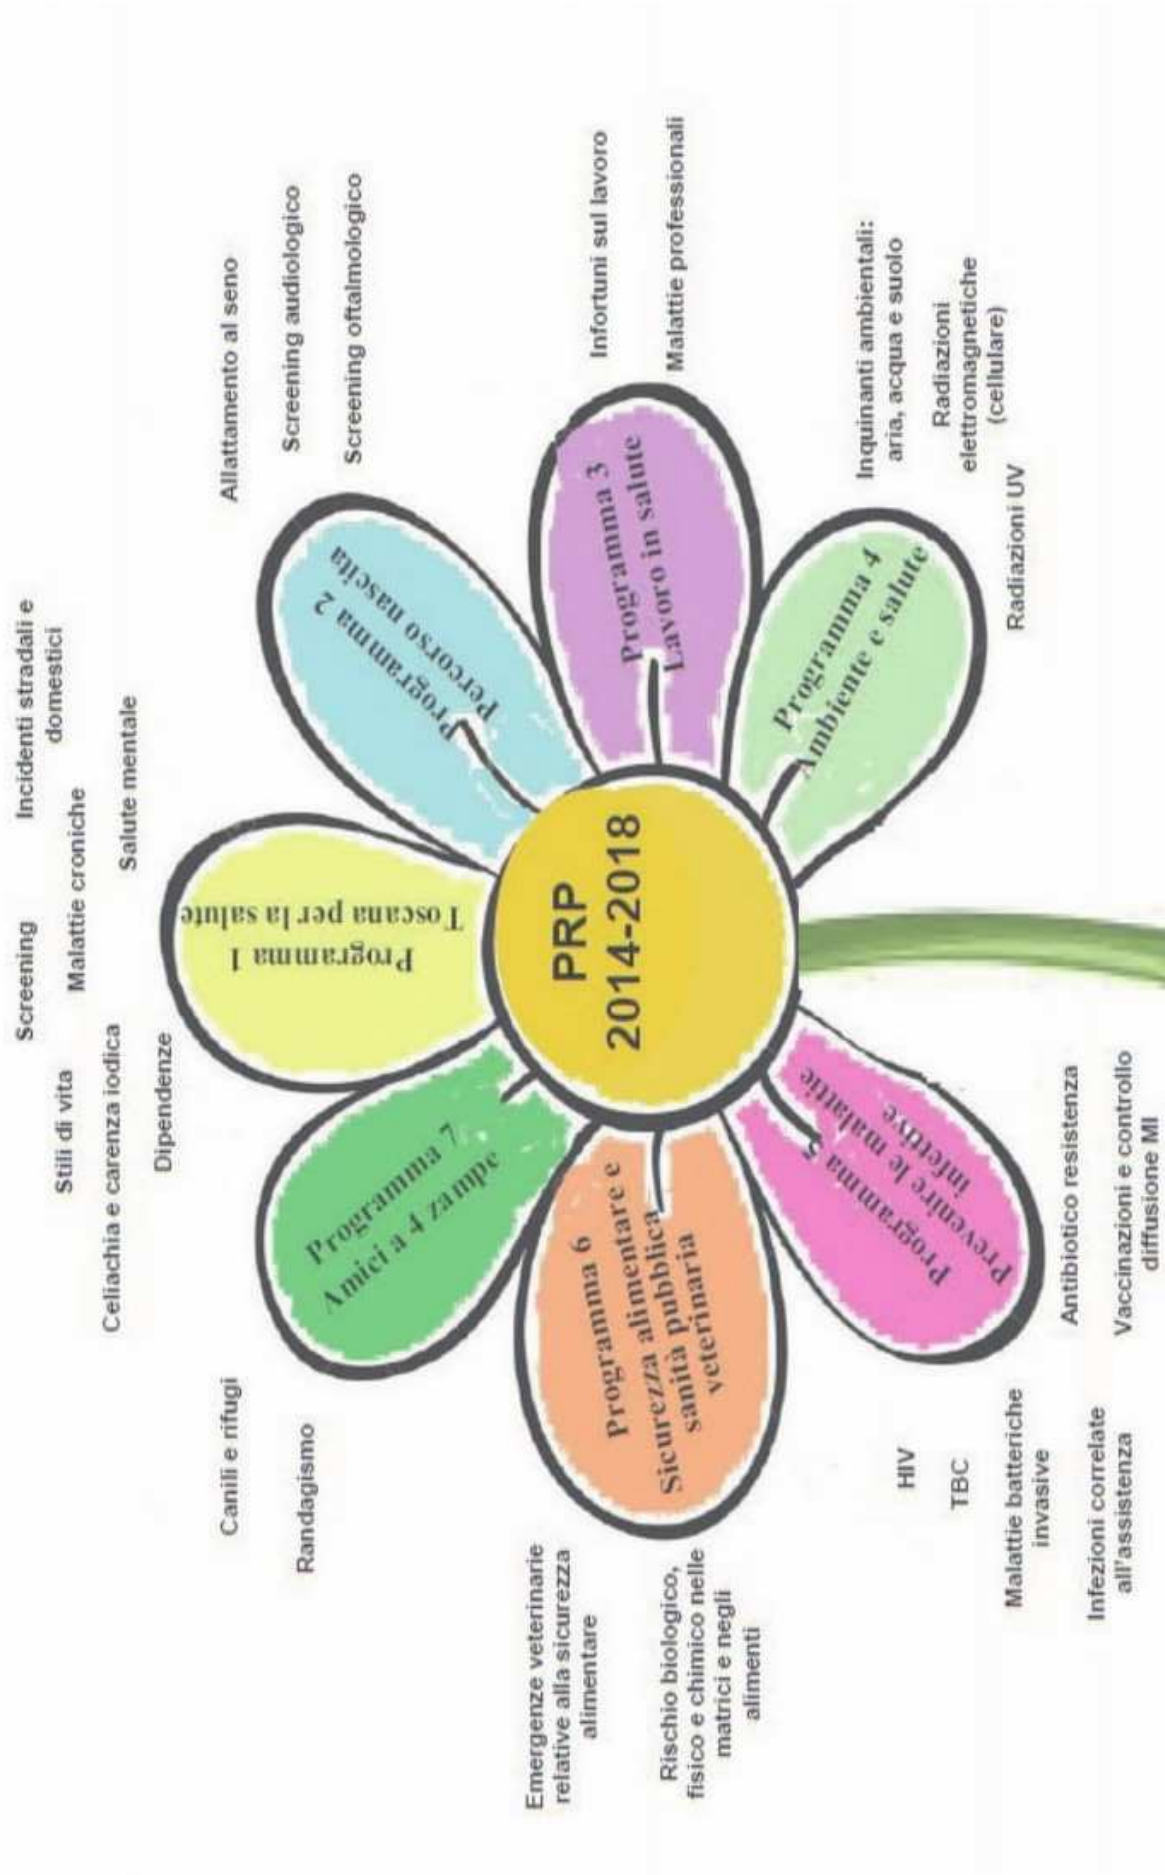 Screening
Incidenti stradali e
domestici
Stili di vita
Malattie croniche
Celiachia e carenza iodica
Salute mentale
Dipendenze
Programma 1
Toscana per la salute
Allattamento al seno
Screening audiologico
Screening oftalmologico
Programma 2
Percorso nascita
Infortuni sul lavoro
Malattie professionali
Programma 3
Lavoro in salute
Inquinanti ambientali:
aria, acqua e suolo
Radiazioni
elettromagnetiche
(cellulare)
Radiazioni UV
Programma 4
Ambiente e salute
Programma 5
Prevenire le malattie
infettive
HIV
TBC
Malattie batteriche
invasive
Infezioni correlate
all'assistenza
Antibiotico resistenza
Vaccinazioni e controllo
diffusione MI
Programma 6
Sicurezza alimentare e
sanità pubblica
veterinaria
Emergenze veterinarie
relative alla sicurezza
alimentare
Rischio biologico,
fisico e chimico nelle
matrici e negli
alimenti
Programma 7
Amici a 4 zampe
Canili e rifugi
Randagismo
PRP
2014-2018